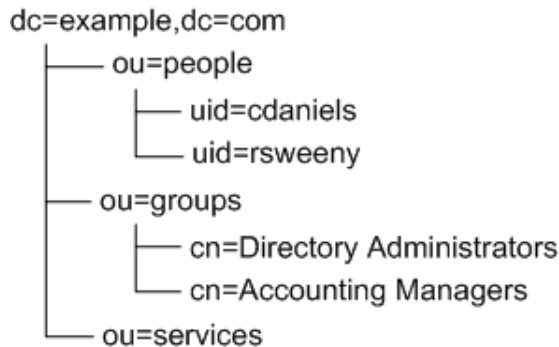 dc=example,dc=com
ou=people
uid=cdaniels
uid=rsweeny
ou=groups
cn=Directory Administrators
cn=Accounting Managers
ou=services